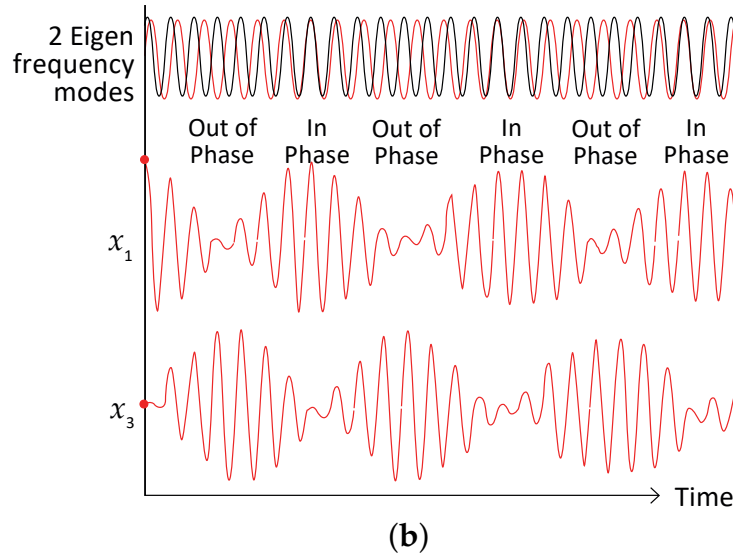 2 Eigen
frequency
modes
Out of
Phase
In
Phase
Out of
Phase
In
Phase
Out of
Phase
In
Phase
x1
x3
Time
(b)